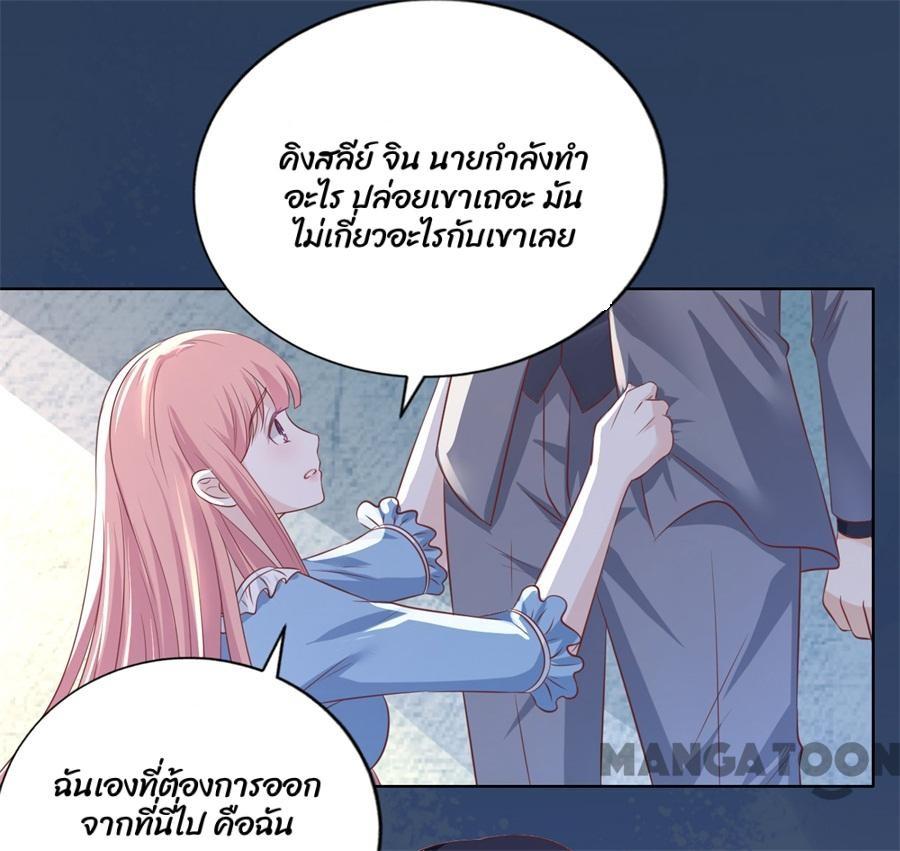 คิงสลีย์ จิน นายกำลังทำ
อะไร ปล่อยเขาเถอะ มัน
ไม่เกี่ยวอะไรกับเขาเลย
MANGATOON
ฉันเองที่ต้องการออก
จากที่นี่ไป คือฉัน